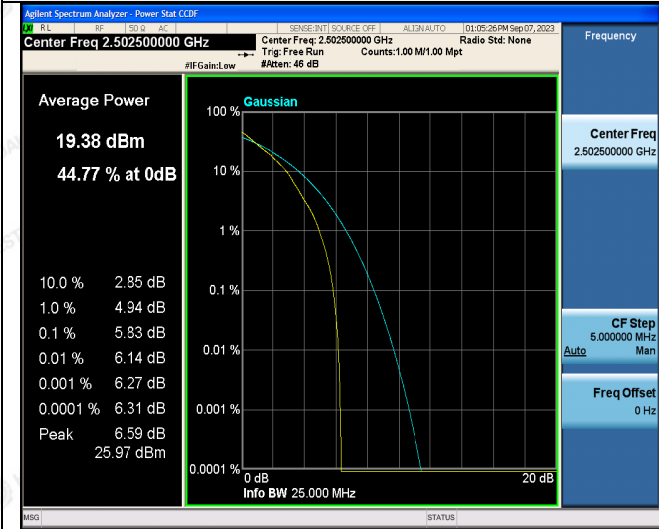 Agilent Spectrum Analyzer - Power Stat CCDF
RL RF 50 Ω AC SENSE:INT SOURCE OFF ALIGN AUTO 01:05:26 PM Sep 07, 2023
Center Freq 2.502500000 GHz
Center Freq: 2.502500000 GHz Radio Std: None
Trig: Free Run Counts:1.00 M/1.00 Mpt
#IFGain:Low #Atten: 46 dB
Frequency
Average Power
19.38 dBm
44.77 % at 0dB
10.0 % 2.85 dB
1.0 % 4.94 dB
0.1 % 5.83 dB
0.01 % 6.14 dB
0.001 % 6.27 dB
0.0001 % 6.31 dB
Peak 6.59 dB
25.97 dBm
Gaussian
100 %
10 %
1 %
0.1 %
0.01 %
0.001 %
0.0001 %
0 dB 20 dB
Info BW 25.000 MHz
Center Freq
2.502500000 GHz
CF Step
5.000000 MHz
Auto Man
Freq Offset
0 Hz
MSG STATUS